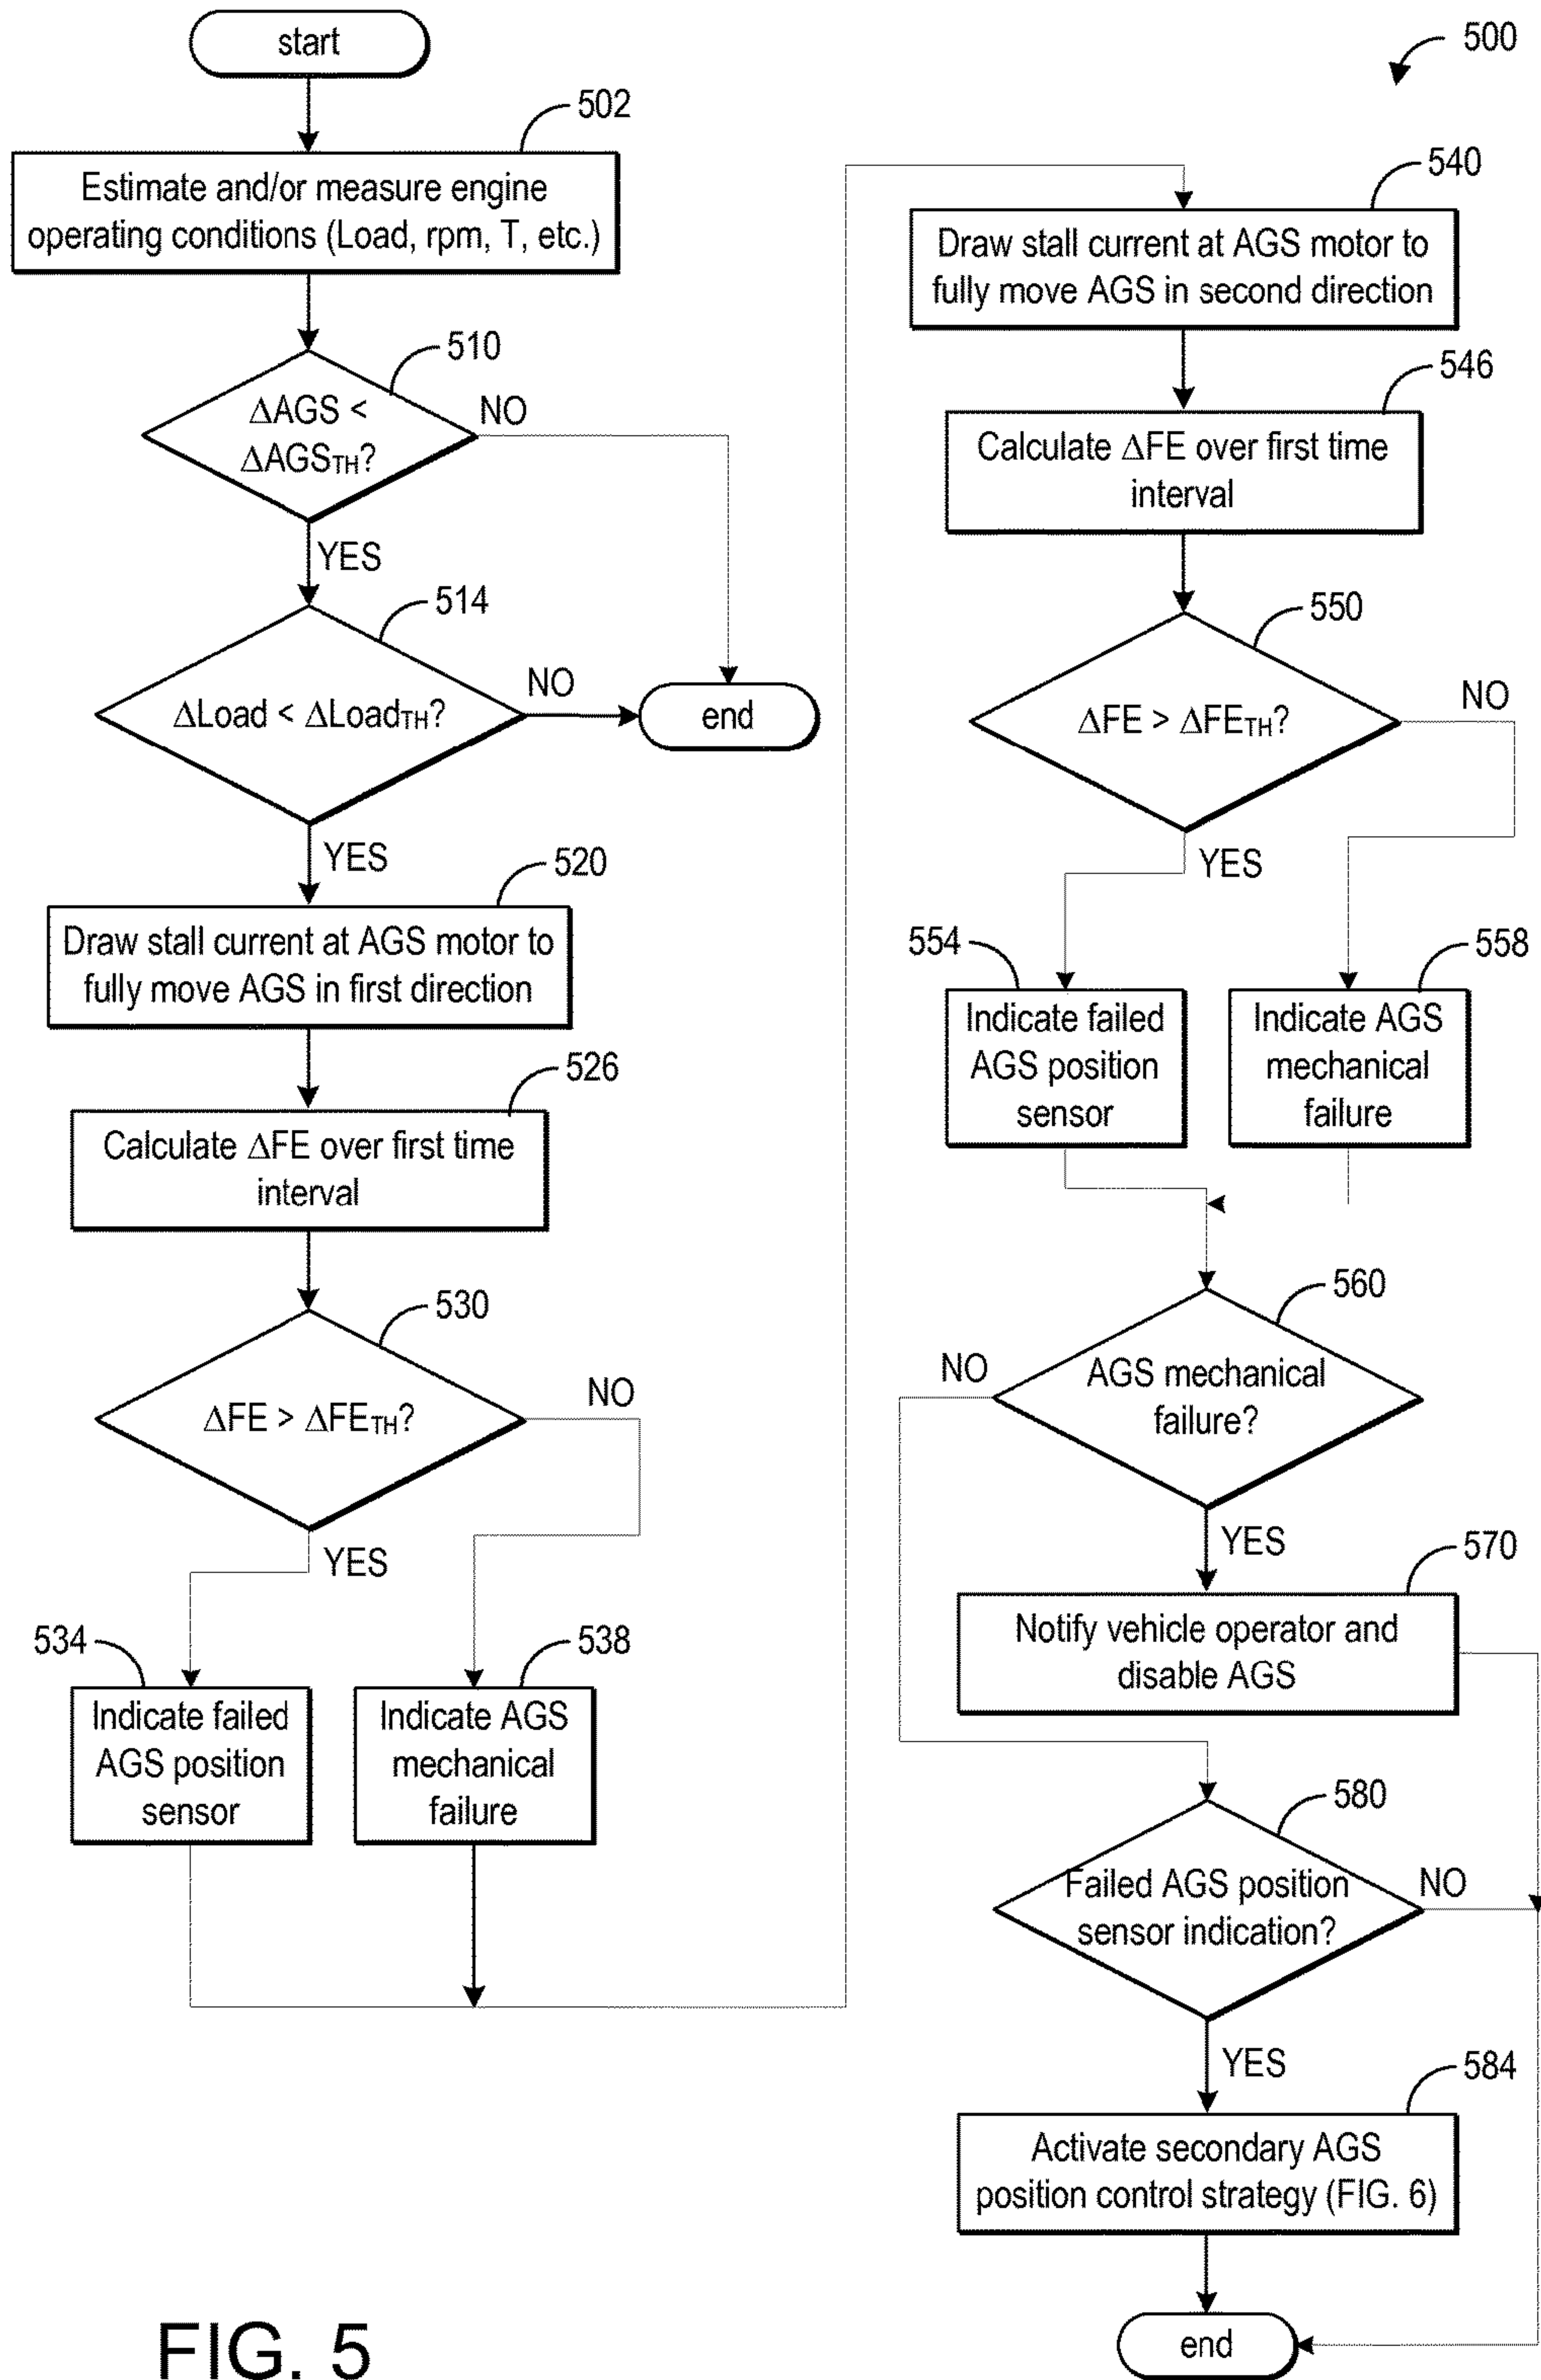 start
500
502
Estimate and/or measure engine
operating conditions (Load, rpm, T, etc.)
510
ΔAGS <
ΔAGSTH?
NO
YES
514
ΔLoad < ΔLoadTH?
NO
end
YES
520
Draw stall current at AGS motor to
fully move AGS in first direction
526
Calculate ΔFE over first time
interval
530
ΔFE > ΔFETH?
NO
YES
534
Indicate failed
AGS position
sensor
538
Indicate AGS
mechanical
failure
540
Draw stall current at AGS motor to
fully move AGS in second direction
546
Calculate ΔFE over first time
interval
550
ΔFE > ΔFETH?
NO
YES
554
Indicate failed
AGS position
sensor
558
Indicate AGS
mechanical
failure
560
AGS mechanical
failure?
NO
YES
570
Notify vehicle operator and
disable AGS
580
Failed AGS position
sensor indication?
NO
YES
584
Activate secondary AGS
position control strategy (FIG. 6)
end
FIG. 5